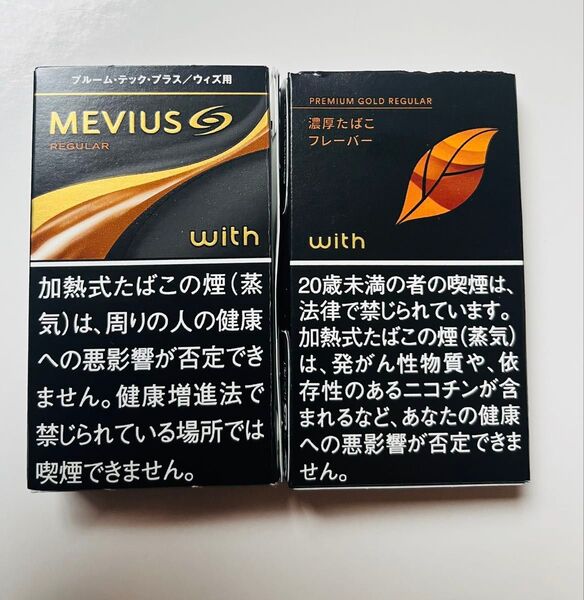 プルーム・テック・プラス/ウィズ用
MEVIUS
REGULAR
with
加熱式たばこの煙(蒸
気)は、周りの人の健康
への悪影響が否定でき
ません。健康増進法で
禁じられている場所では
喫煙できません。
PREMIUM GOLD REGULAR
濃厚たばこ
フレーバー
with
20歳未満の者の喫煙は、
法律で禁じられています。
加熱式たばこの煙(蒸気)
は、発がん性物質や、依
存性のあるニコチンが含
まれるなど、あなたの健康
への悪影響が否定できま
せん。